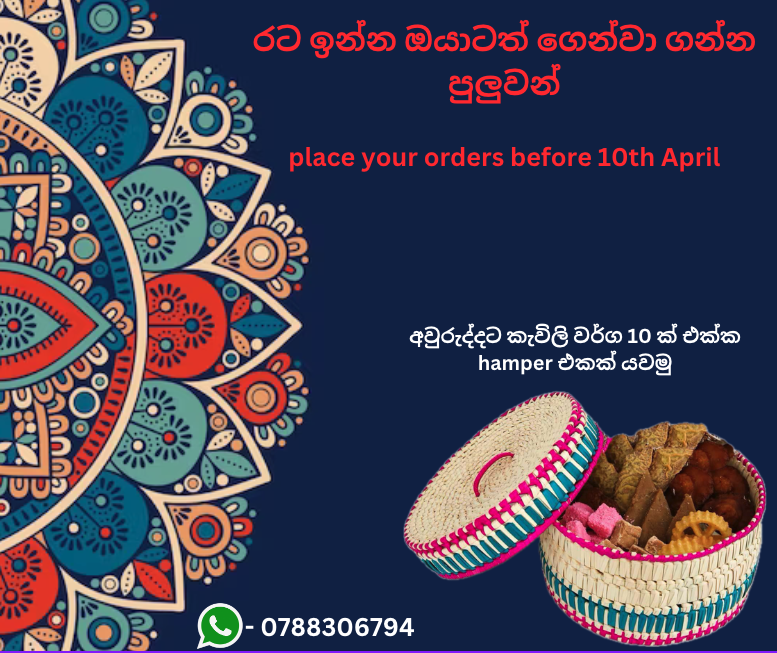 රට ඉන්න ඔයාටත් ගෙන්වා ගන්න
පුලුවන්
place your orders before 10th April
අවුරුද්දට කැවිලි වර්ග 10 ක් එක්ක
hamper එකක් යවමු
- 0788306794